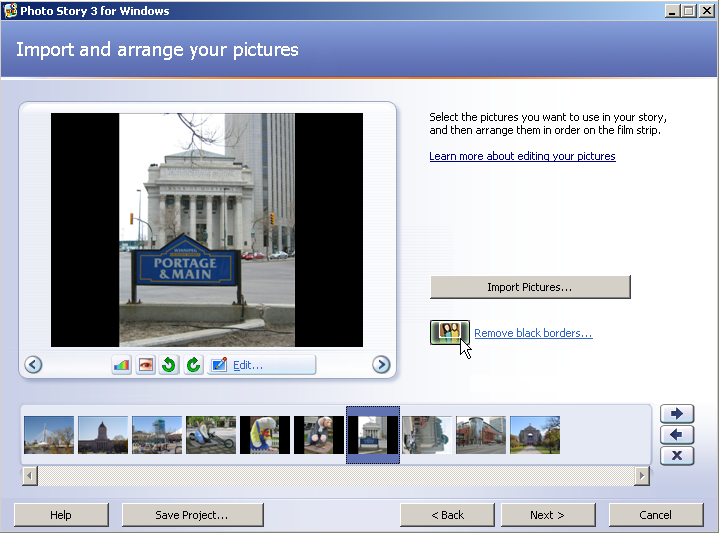 Photo Story 3 for Windows
Import and arrange your pictures
Select the pictures you want to use in your story,
and then arrange them in order on the film strip.
Learn more about editing your pictures
WINNIPEG
PORTAGE
& MAIN
Import Pictures...
Remove black borders...
Edit...
Help
Save Project...
< Back
Next >
Cancel